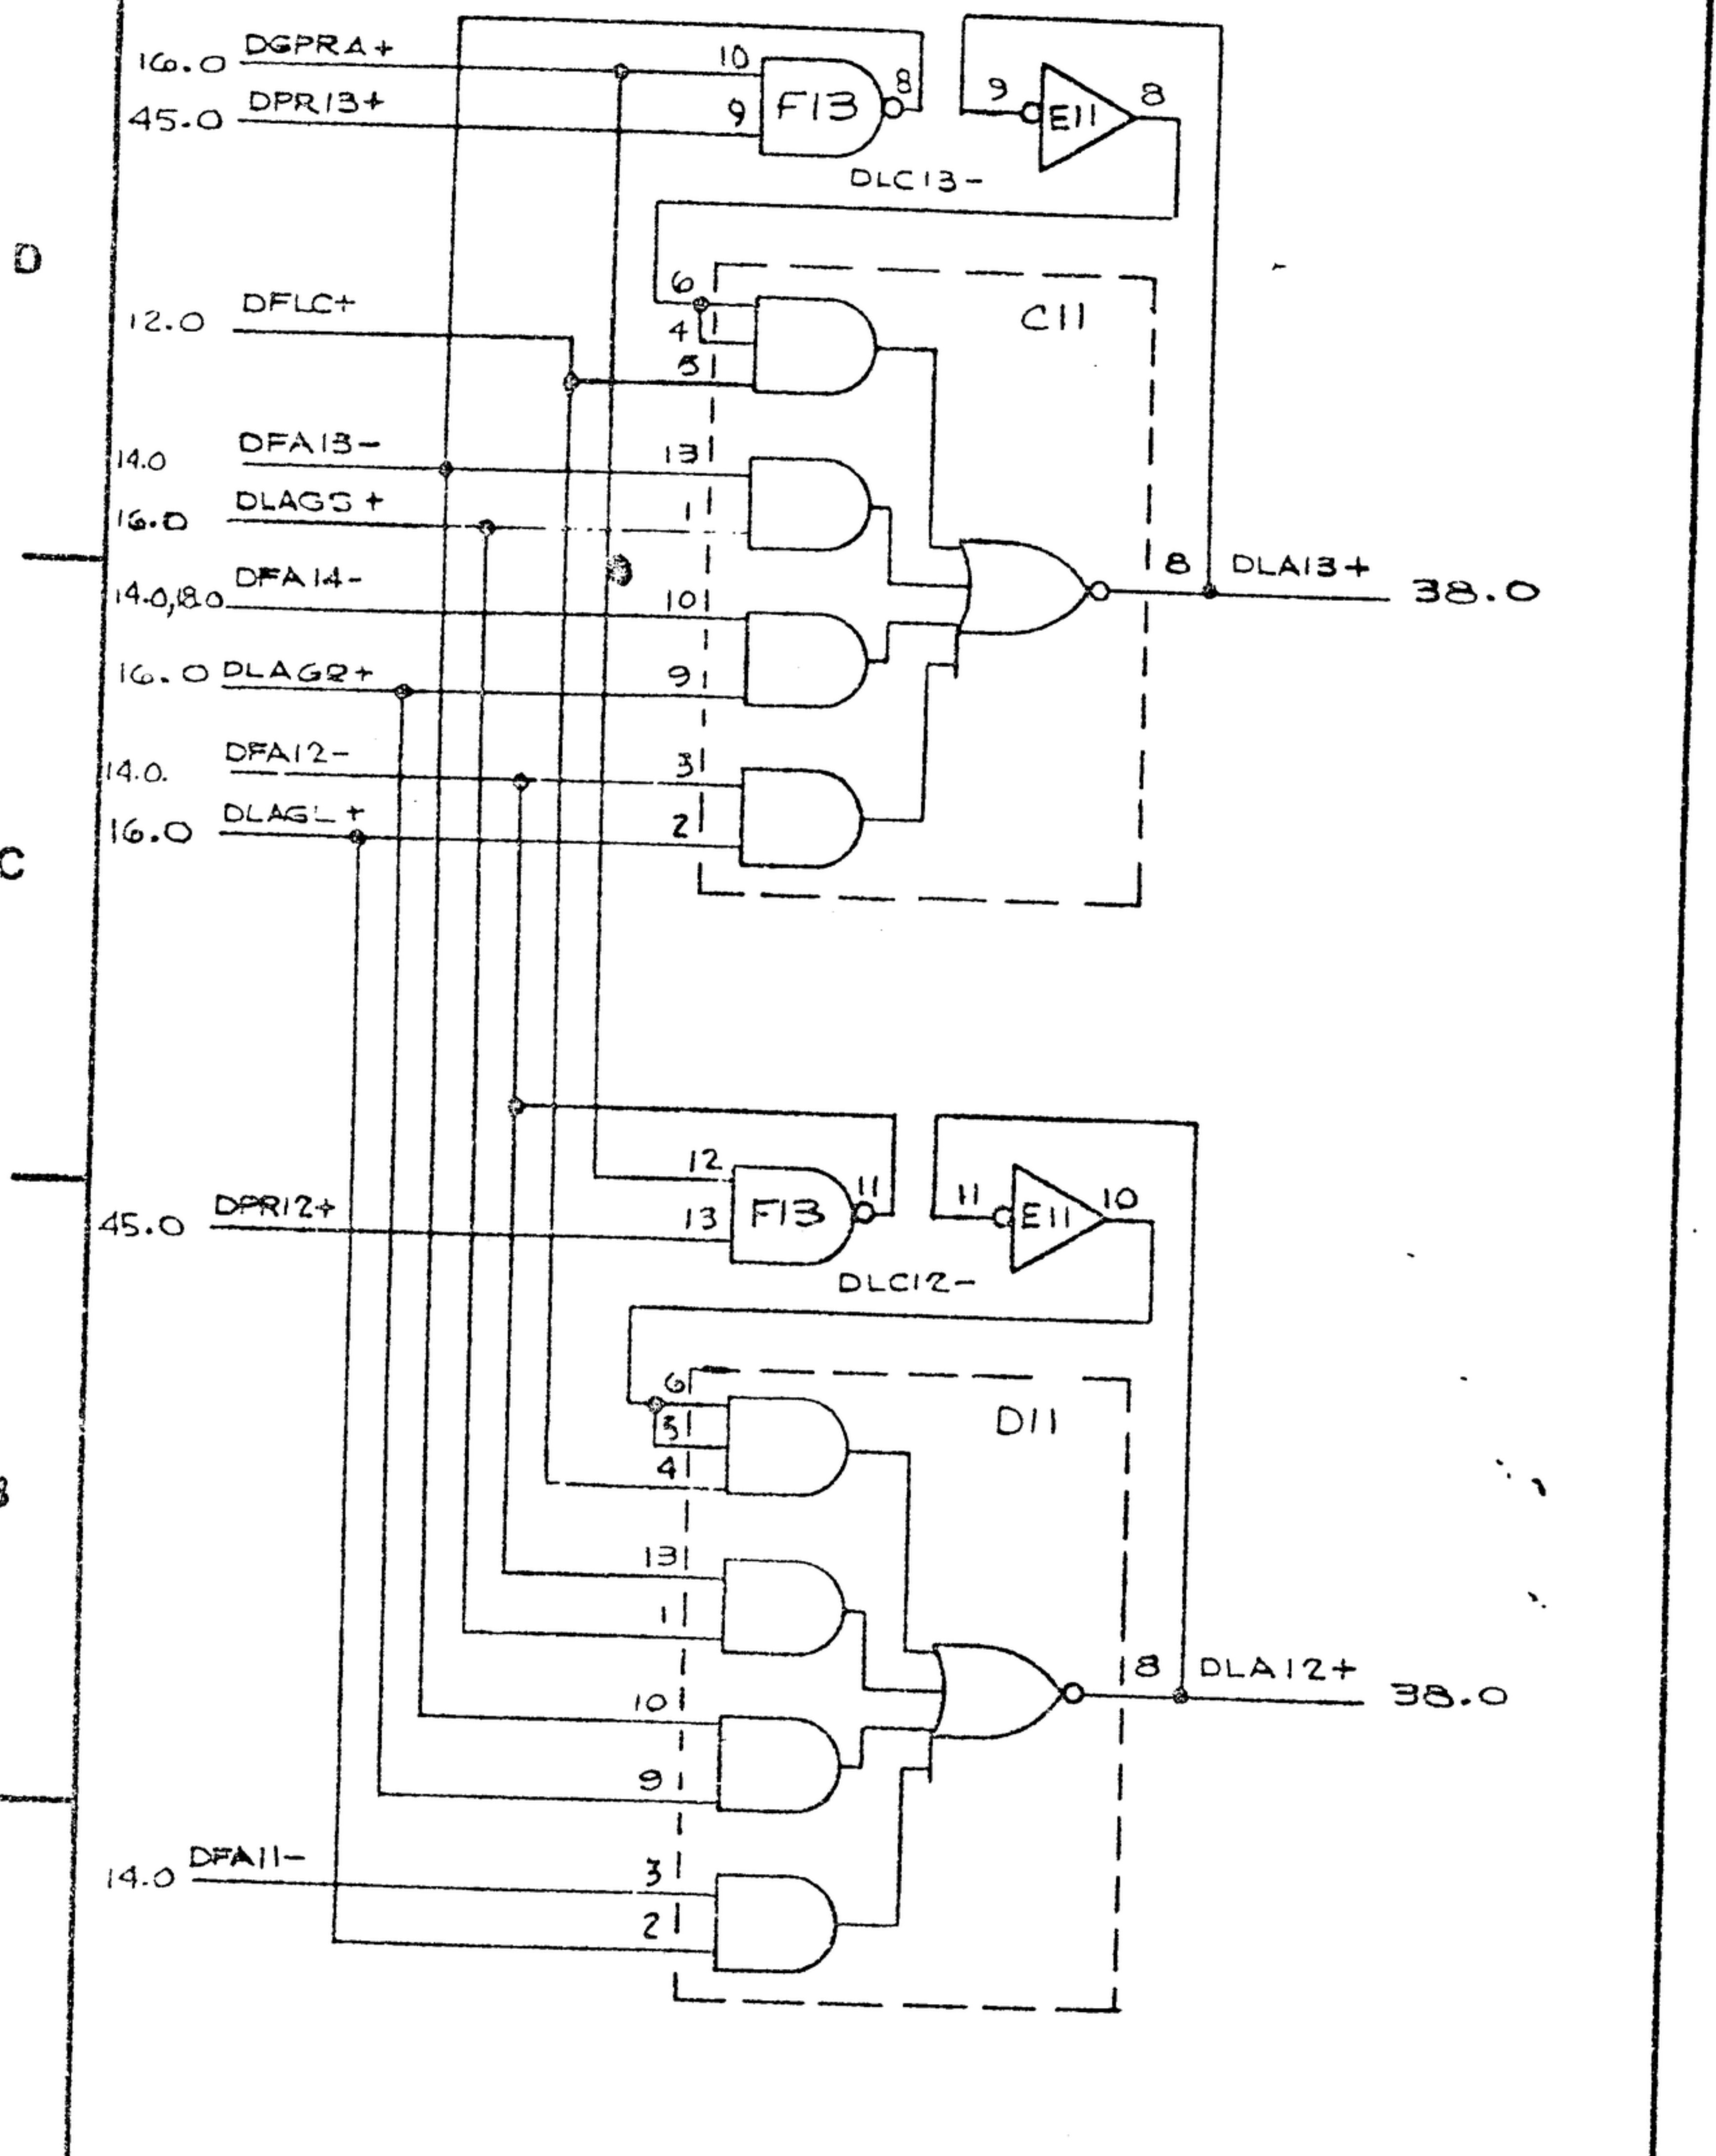 DGPRA+
16.0
10
8
F13
9
DPR13+
45.0
9
8
E11
DLC13-
D
6
C11
DFLC+
12.0
4
5
DFA13-
14.0
13
DLAGS+
16.0
1
8
DLA13+
38.0
DFA14-
14.0,18.0
10
16.0
DLAGR+
9
DFA12-
14.0.
3
DLAGL+
16.0
2
C
12
11
F13
DPR12+
45.0
13
11
10
E11
DLC12-
6
D11
5
4
13
1
8
DLA12+
38.0
10
9
DFA11-
14.0
3
2